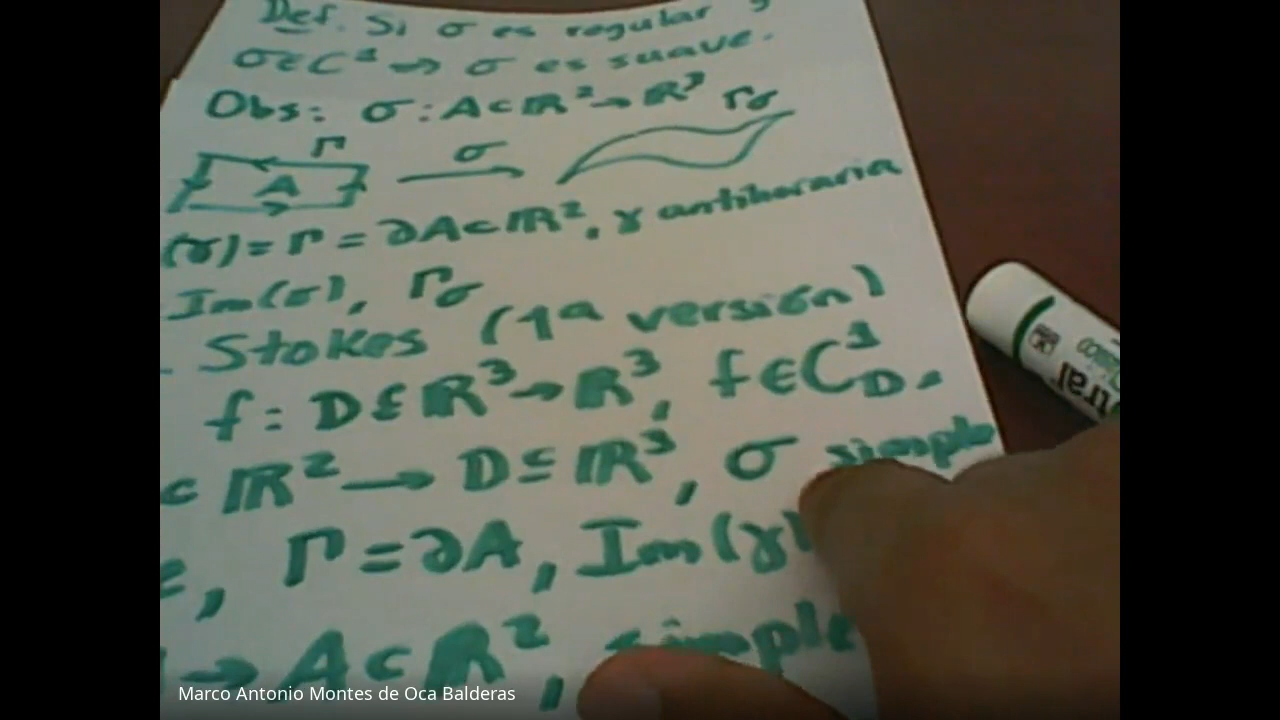 Def. Si σ es regular y
σ∈C¹ → σ es suave.
Obs: σ: A⊂ℝ²→ℝ³ Γσ
Γ
A
σ
(γ) = Γ = ∂A⊂ℝ², γ antihoraria
Im(σ), Γσ
Stokes (1ª versión)
f: D⊆ℝ³→ℝ³, f∈C¹D.
⊂ ℝ² → D⊆ℝ³, σ simple
e, Γ = ∂A, Im(γ)
→ A⊂ℝ², simple
Marco Antonio Montes de Oca Balderas